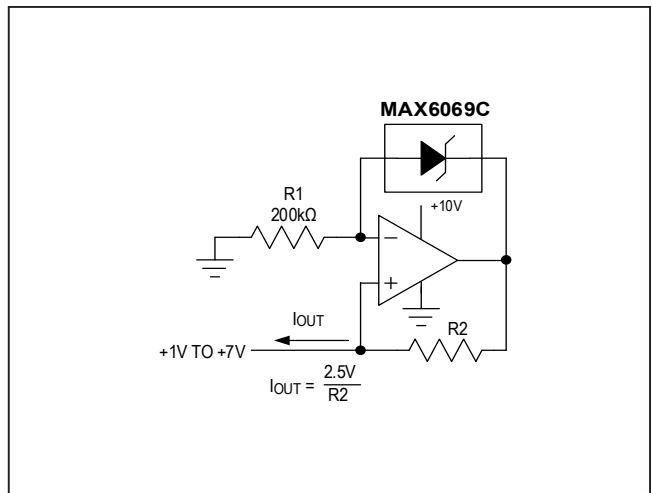 MAX6069C
+10V
R1
200kΩ
−
+
IOUT
R2
+1V TO +7V
IOUT = 2.5V
R2